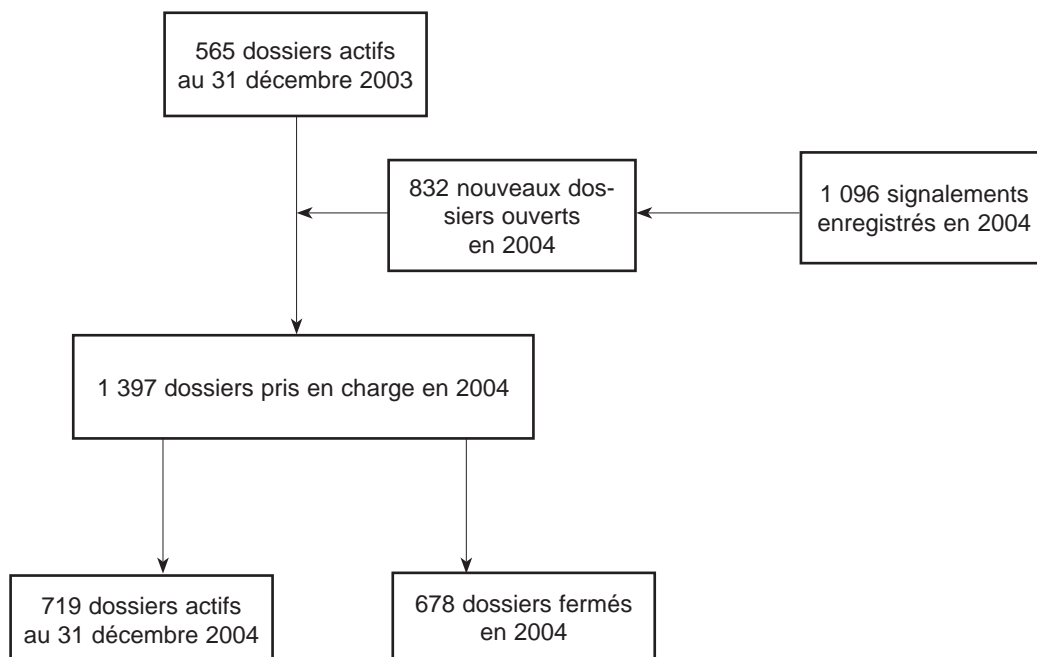 565 dossiers actifs
au 31 décembre 2003
832 nouveaux dos-
siers ouverts
en 2004
1 096 signalements
enregistrés en 2004
1 397 dossiers pris en charge en 2004
719 dossiers actifs
au 31 décembre 2004
678 dossiers fermés
en 2004